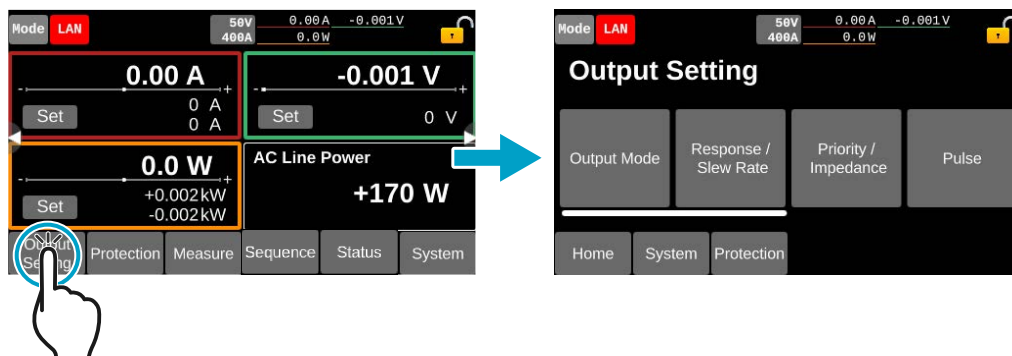 Mode LAN 50V 400A 0.00A -0.001V 0.0W
0.00 A
- +
0 A
0 A
Set
-0.001 V
- +
Set
0 V
0.0 W
- +
+0.002kW
-0.002kW
Set
AC Line Power
+170 W
Output Setting
Protection
Measure
Sequence
Status
System
Mode LAN 50V 400A 0.00A -0.001V 0.0W
Output Setting
Output Mode
Response /
Slew Rate
Priority /
Impedance
Pulse
Home
System
Protection